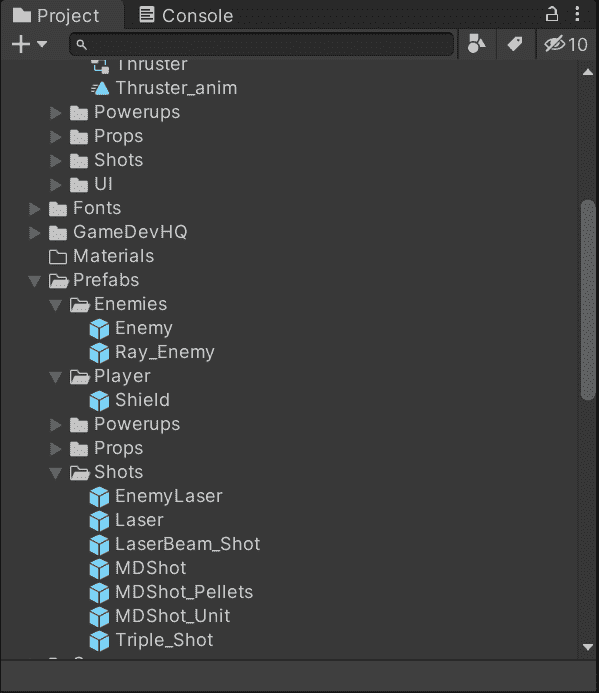 Project Console
10
Thruster
Thruster_anim
Powerups
Props
Shots
UI
Fonts
GameDevHQ
Materials
Prefabs
Enemies
Enemy
Ray_Enemy
Player
Shield
Powerups
Props
Shots
EnemyLaser
Laser
LaserBeam_Shot
MDShot
MDShot_Pellets
MDShot_Unit
Triple_Shot